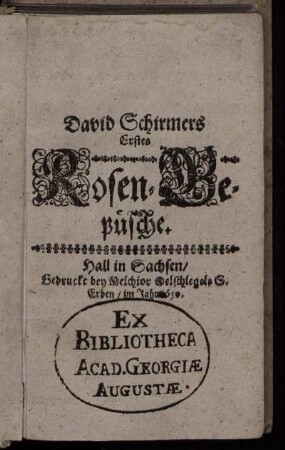 David Schirmers
Erstes
Rosen-Ge-
püsche.
Hall in Sachsen/
Gedruckt bey Melchior Oelschlegels S.
Erben/ im Jahr
EX
BIBLIOTHECA
ACAD. GEORGIÆ
AUGUSTÆ.